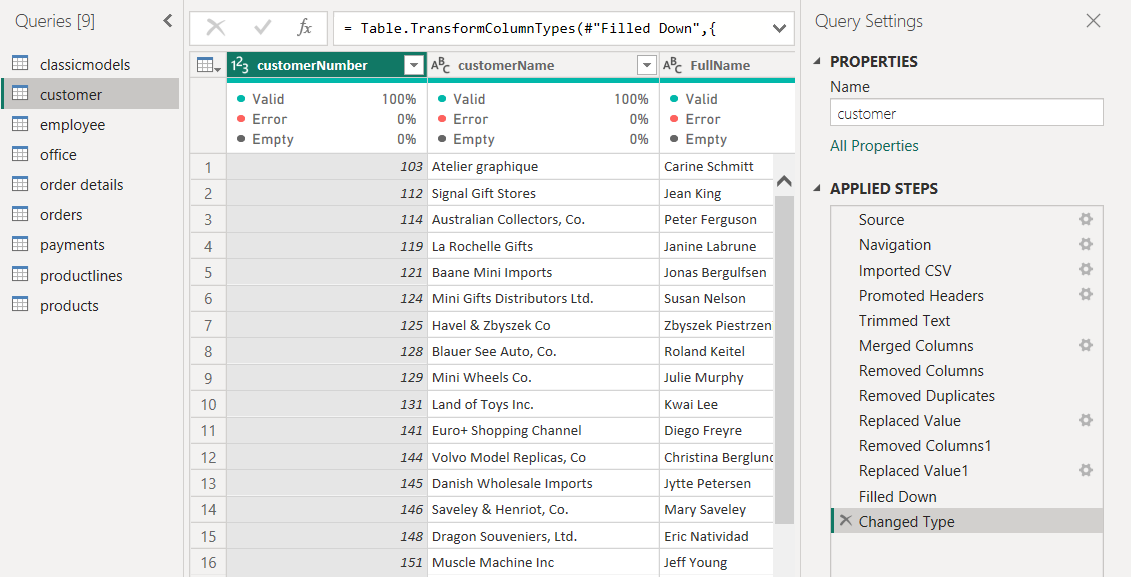 Queries [9]
classicmodels
customer
employee
office
order details
orders
payments
productlines
products
fx
= Table.TransformColumnTypes(#"Filled Down",{
123 customerNumber ABC customerName ABC FullName
Valid 100% Valid 100% Valid
Error 0% Error 0% Error
Empty 0% Empty 0% Empty
1 103 Atelier graphique Carine Schmitt
2 112 Signal Gift Stores Jean King
3 114 Australian Collectors, Co. Peter Ferguson
4 119 La Rochelle Gifts Janine Labrune
5 121 Baane Mini Imports Jonas Bergulfsen
6 124 Mini Gifts Distributors Ltd. Susan Nelson
7 125 Havel & Zbyszek Co Zbyszek Piestrzen
8 128 Blauer See Auto, Co. Roland Keitel
9 129 Mini Wheels Co. Julie Murphy
10 131 Land of Toys Inc. Kwai Lee
11 141 Euro+ Shopping Channel Diego Freyre
12 144 Volvo Model Replicas, Co Christina Berglund
13 145 Danish Wholesale Imports Jytte Petersen
14 146 Saveley & Henriot, Co. Mary Saveley
15 148 Dragon Souveniers, Ltd. Eric Natividad
16 151 Muscle Machine Inc Jeff Young
Query Settings
PROPERTIES
Name
customer
All Properties
APPLIED STEPS
Source
Navigation
Imported CSV
Promoted Headers
Trimmed Text
Merged Columns
Removed Columns
Removed Duplicates
Replaced Value
Removed Columns1
Replaced Value1
Filled Down
Changed Type